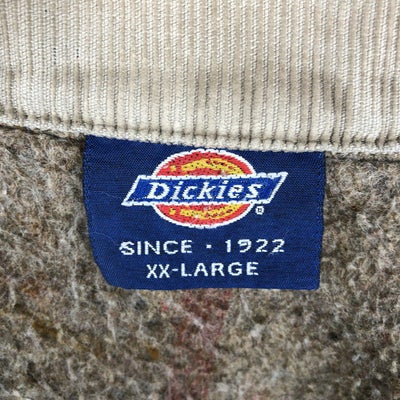 Dickies®
SINCE · 1922
XX-LARGE